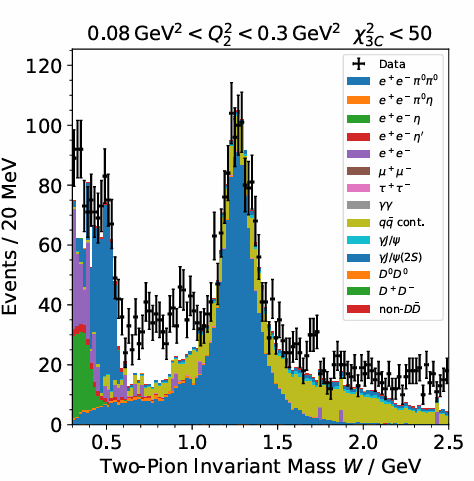 0.08 GeV² < Q₂² < 0.3 GeV²  χ²₃C < 50
Events / 20 MeV
120
100
80
60
40
20
0
Data
e⁺e⁻π⁰π⁰
e⁺e⁻π⁰η
e⁺e⁻η
e⁺e⁻η′
e⁺e⁻
μ⁺μ⁻
τ⁺τ⁻
γγ
qq̄ cont.
γJ/ψ
γJ/ψ(2S)
D⁰D⁰
D⁺D⁻
non-DD̄
0.5 1.0 1.5 2.0 2.5
Two-Pion Invariant Mass W / GeV